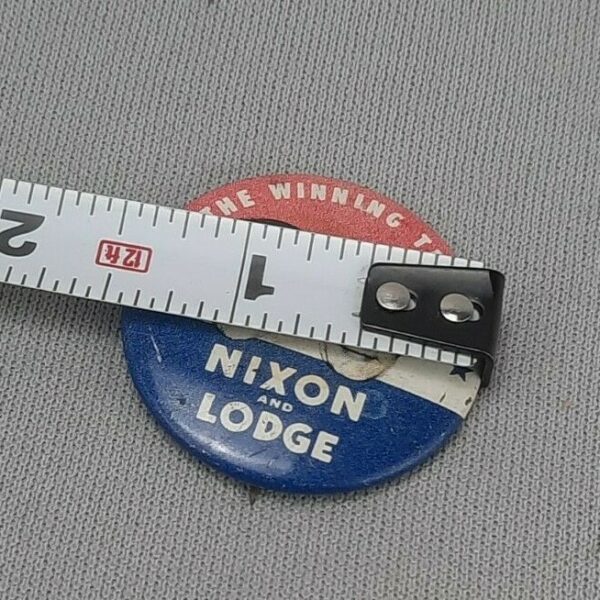 THE WINNING T
2
12ft
1
NIXON
AND
LODGE